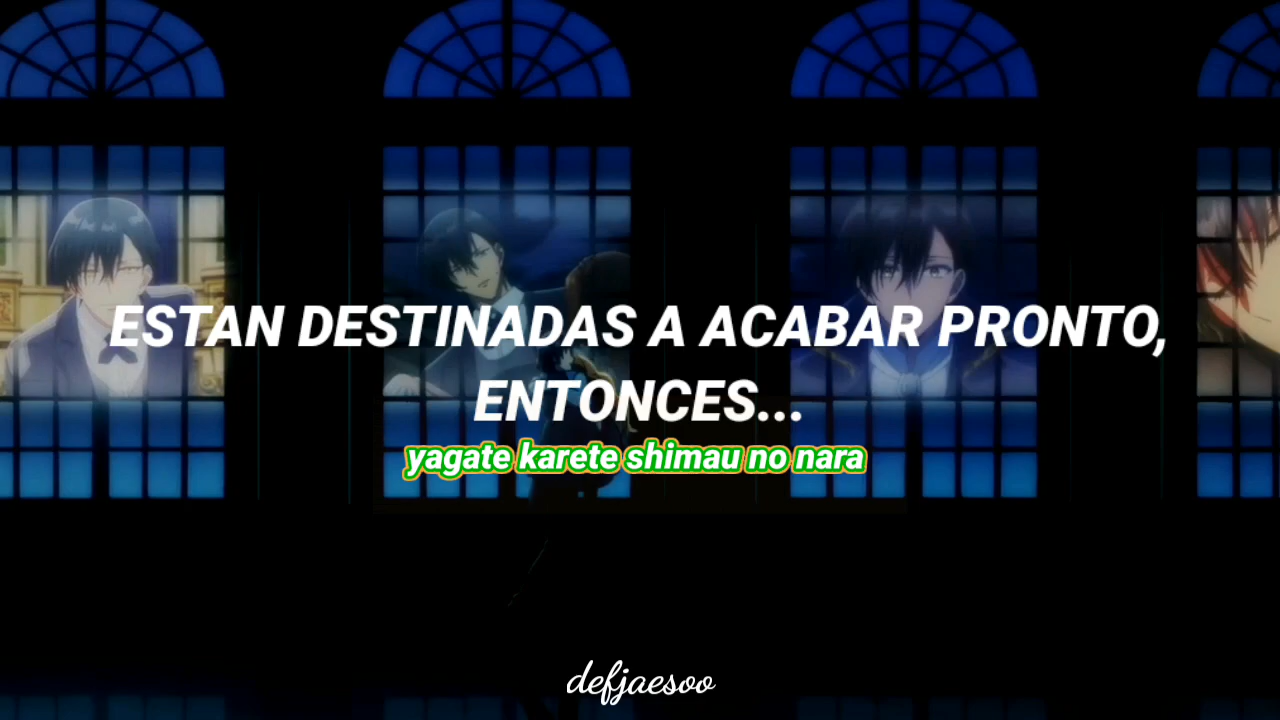 ESTAN DESTINADAS A ACABAR PRONTO,
ENTONCES...
yagate karete shimau no nara
defjaesoo